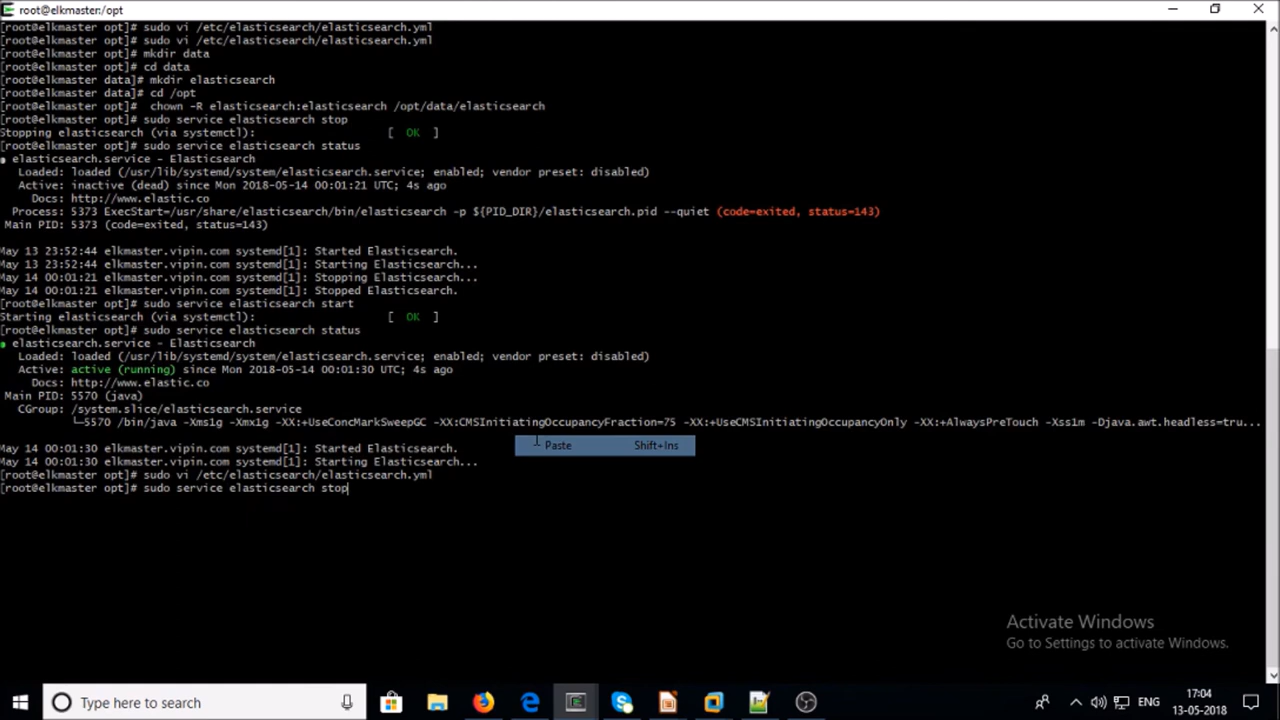 root@elkmaster:/opt
[root@elkmaster opt]# sudo vi /etc/elasticsearch/elasticsearch.yml
[root@elkmaster opt]# sudo vi /etc/elasticsearch/elasticsearch.yml
[root@elkmaster opt]# mkdir data
[root@elkmaster opt]# cd data
[root@elkmaster data]# mkdir elasticsearch
[root@elkmaster data]# cd /opt
[root@elkmaster opt]#  chown -R elasticsearch:elasticsearch /opt/data/elasticsearch
[root@elkmaster opt]# sudo service elasticsearch stop
Stopping elasticsearch (via systemctl):                    [  OK  ]
[root@elkmaster opt]# sudo service elasticsearch status
● elasticsearch.service - Elasticsearch
   Loaded: loaded (/usr/lib/systemd/system/elasticsearch.service; enabled; vendor preset: disabled)
   Active: inactive (dead) since Mon 2018-05-14 00:01:21 UTC; 4s ago
     Docs: http://www.elastic.co
  Process: 5373 ExecStart=/usr/share/elasticsearch/bin/elasticsearch -p ${PID_DIR}/elasticsearch.pid --quiet (code=exited, status=143)
 Main PID: 5373 (code=exited, status=143)
May 13 23:52:44 elkmaster.vipin.com systemd[1]: Started Elasticsearch.
May 13 23:52:44 elkmaster.vipin.com systemd[1]: Starting Elasticsearch...
May 14 00:01:21 elkmaster.vipin.com systemd[1]: Stopping Elasticsearch...
May 14 00:01:21 elkmaster.vipin.com systemd[1]: Stopped Elasticsearch.
[root@elkmaster opt]# sudo service elasticsearch start
Starting elasticsearch (via systemctl):                    [  OK  ]
[root@elkmaster opt]# sudo service elasticsearch status
● elasticsearch.service - Elasticsearch
   Loaded: loaded (/usr/lib/systemd/system/elasticsearch.service; enabled; vendor preset: disabled)
   Active: active (running) since Mon 2018-05-14 00:01:30 UTC; 4s ago
     Docs: http://www.elastic.co
 Main PID: 5570 (java)
   CGroup: /system.slice/elasticsearch.service
           └─5570 /bin/java -Xms1g -Xmx1g -XX:+UseConcMarkSweepGC -XX:CMSInitiatingOccupancyFraction=75 -XX:+UseCMSInitiatingOccupancyOnly -XX:+AlwaysPreTouch -Xss1m -Djava.awt.headless=tru...
May 14 00:01:30 elkmaster.vipin.com systemd[1]: Started Elasticsearch.
Paste Shift+Ins
May 14 00:01:30 elkmaster.vipin.com systemd[1]: Starting Elasticsearch...
[root@elkmaster opt]# sudo vi /etc/elasticsearch/elasticsearch.yml
[root@elkmaster opt]# sudo service elasticsearch stop
Activate Windows
Go to Settings to activate Windows.
Type here to search
ENG
17:04
13-05-2018